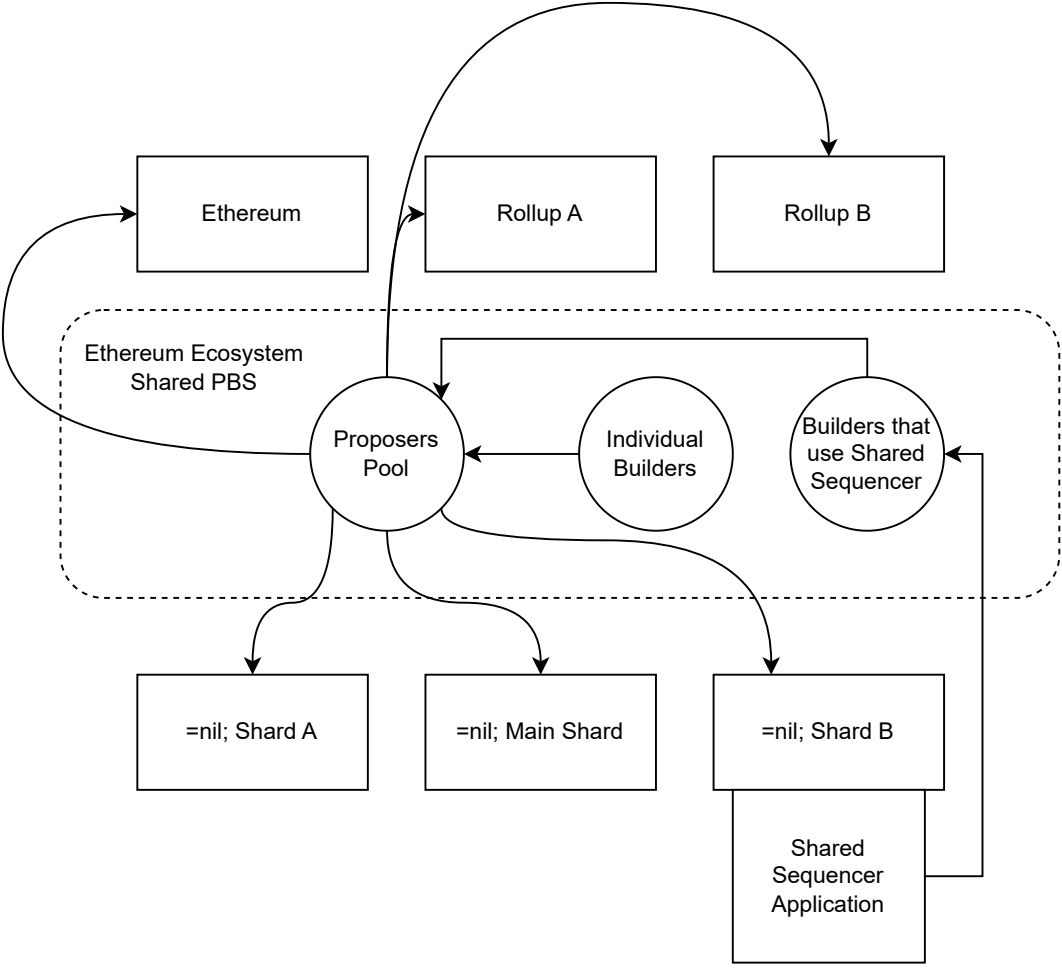 Ethereum
Rollup A
Rollup B
Ethereum Ecosystem
Shared PBS
Proposers
Pool
Individual
Builders
Builders that
use Shared
Sequencer
=nil; Shard A
=nil; Main Shard
=nil; Shard B
Shared
Sequencer
Application